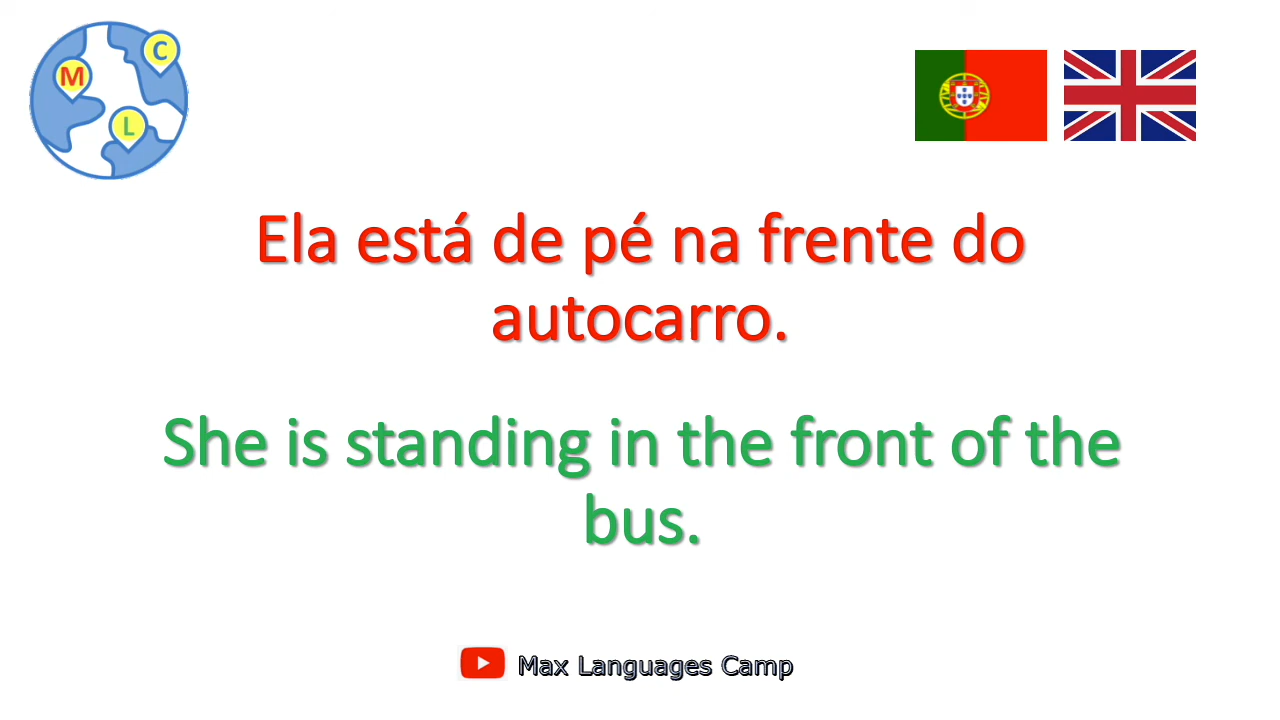 C
M
L
Ela está de pé na frente do
autocarro.
She is standing in the front of the
bus.
Max Languages Camp